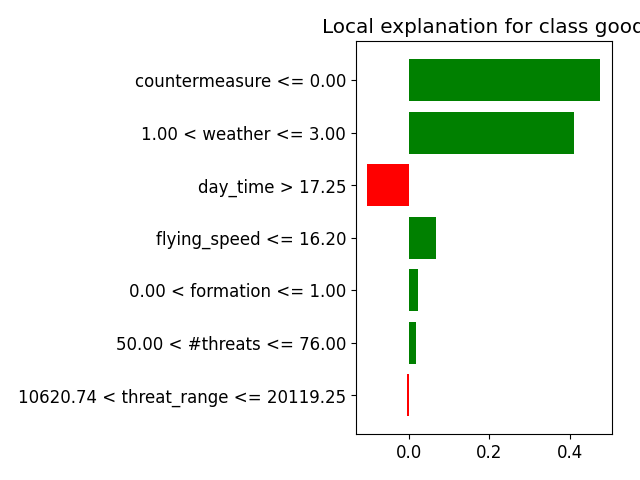 Local explanation for class good
countermeasure <= 0.00
1.00 < weather <= 3.00
day_time > 17.25
flying_speed <= 16.20
0.00 < formation <= 1.00
50.00 < #threats <= 76.00
10620.74 < threat_range <= 20119.25
0.0 0.2 0.4